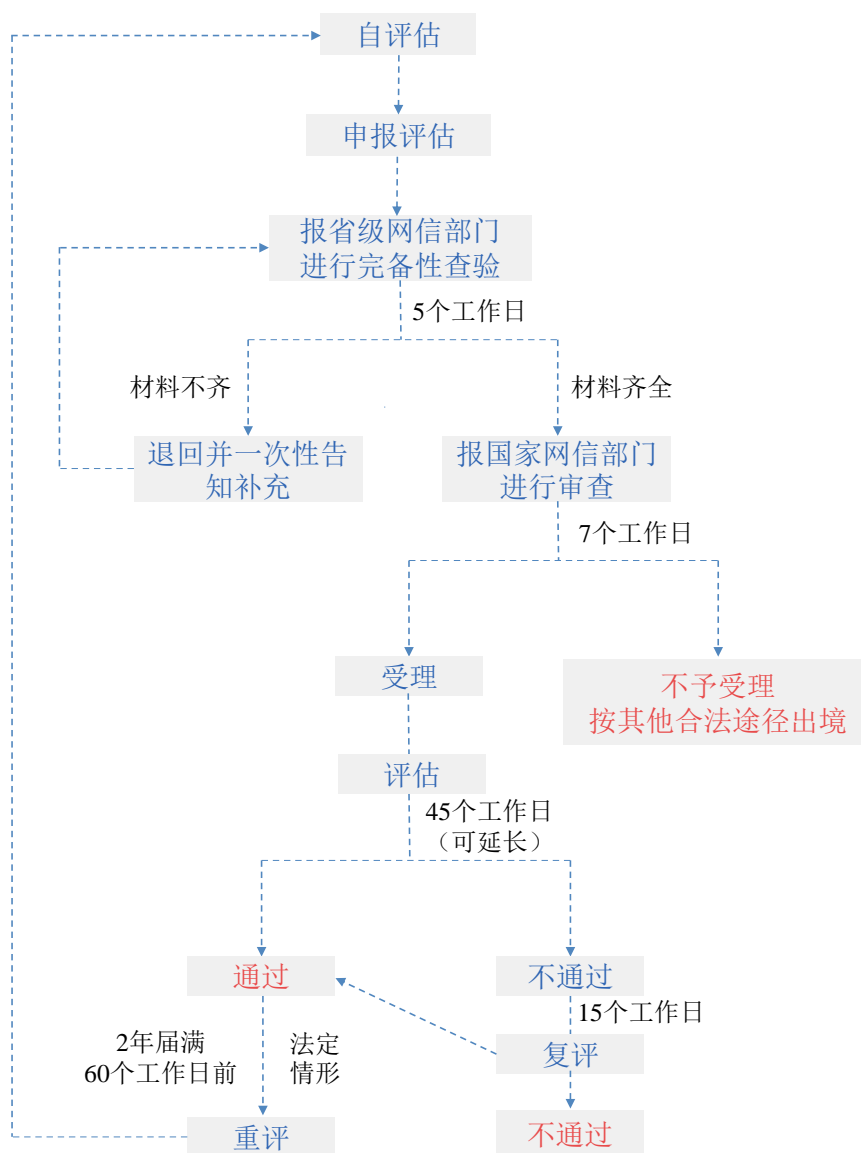 自评估
申报评估
报省级网信部门
进行完备性查验
5个工作日
材料不齐
材料齐全
退回并一次性告
知补充
报国家网信部门
进行审查
7个工作日
受理
不予受理
按其他合法途径出境
评估
45个工作日
（可延长）
通过
不通过
15个工作日
2年届满
60个工作日前
法定
情形
复评
重评
不通过